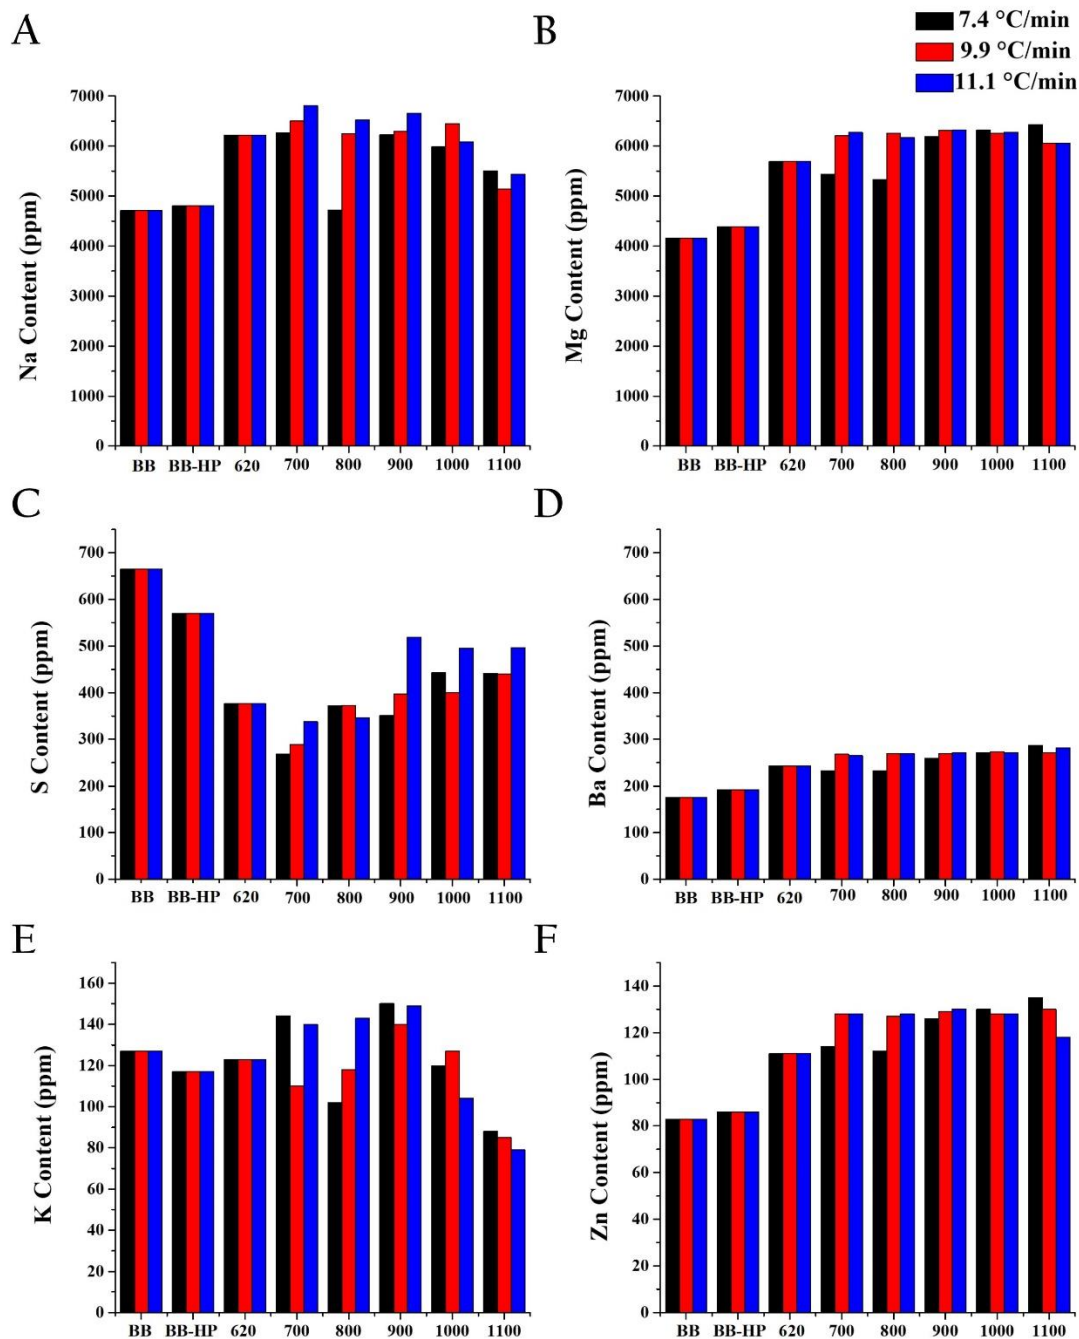 A
B
7.4 °C/min
9.9 °C/min
11.1 °C/min
Na Content (ppm)
7000
6000
5000
4000
3000
2000
1000
0
BB BB-HP 620 700 800 900 1000 1100
Mg Content (ppm)
7000
6000
5000
4000
3000
2000
1000
0
BB BB-HP 620 700 800 900 1000 1100
C
S Content (ppm)
700
600
500
400
300
200
100
0
BB BB-HP 620 700 800 900 1000 1100
D
Ba Content (ppm)
700
600
500
400
300
200
100
0
BB BB-HP 620 700 800 900 1000 1100
E
K Content (ppm)
160
140
120
100
80
60
40
20
0
BB BB-HP 620 700 800 900 1000 1100
F
Zn Content (ppm)
140
120
100
80
60
40
20
0
BB BB-HP 620 700 800 900 1000 1100